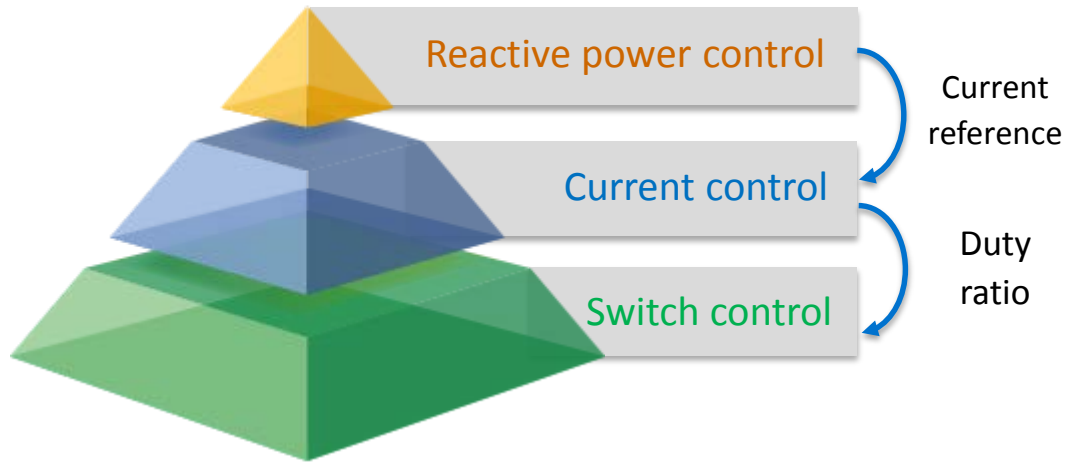 Reactive power control
Current
reference
Current control
Duty
ratio
Switch control